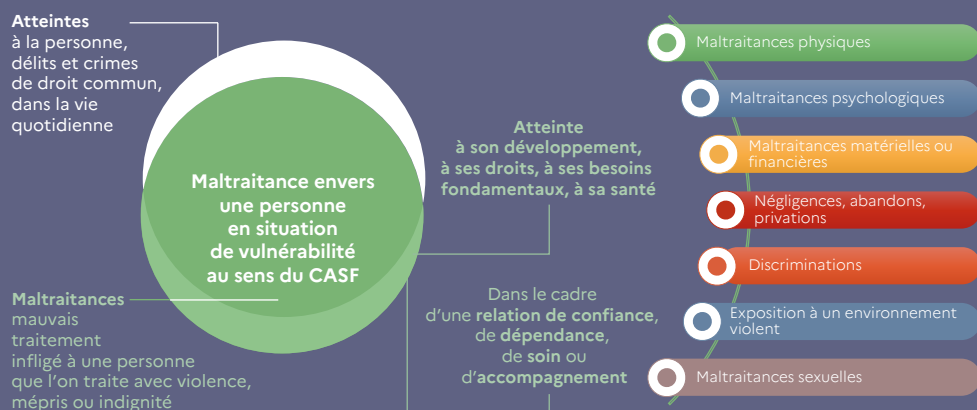 Atteintes
à la personne,
délits et crimes
de droit commun,
dans la vie
quotidienne
Maltraitance envers
une personne
en situation
de vulnérabilité
au sens du CASF
Maltraitances
mauvais
traitement
infligé à une personne
que l’on traite avec violence,
mépris ou indignité
Atteinte
à son développement,
à ses droits, à ses besoins
fondamentaux, à sa santé
Dans le cadre
d’une relation de confiance,
de dépendance,
de soin ou
d’accompagnement
Maltraitances physiques
Maltraitances psychologiques
Maltraitances matérielles ou
financières
Négligences, abandons,
privations
Discriminations
Exposition à un environnement
violent
Maltraitances sexuelles